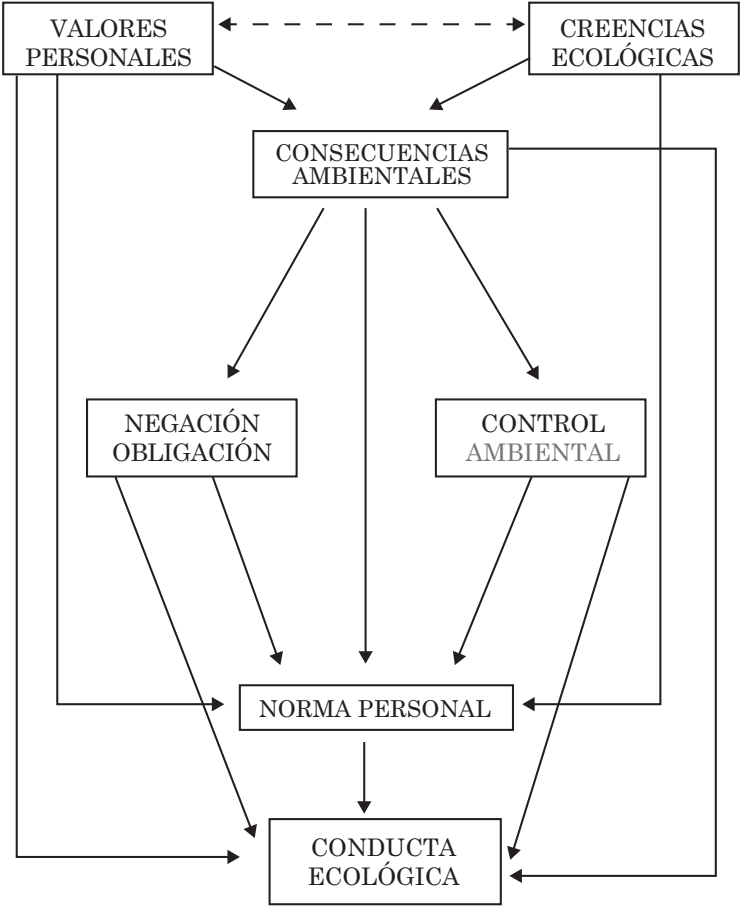 VALORES
PERSONALES
CREENCIAS
ECOLÓGICAS
CONSECUENCIAS
AMBIENTALES
NEGACIÓN
OBLIGACIÓN
CONTROL
AMBIENTAL
NORMA PERSONAL
CONDUCTA
ECOLÓGICA